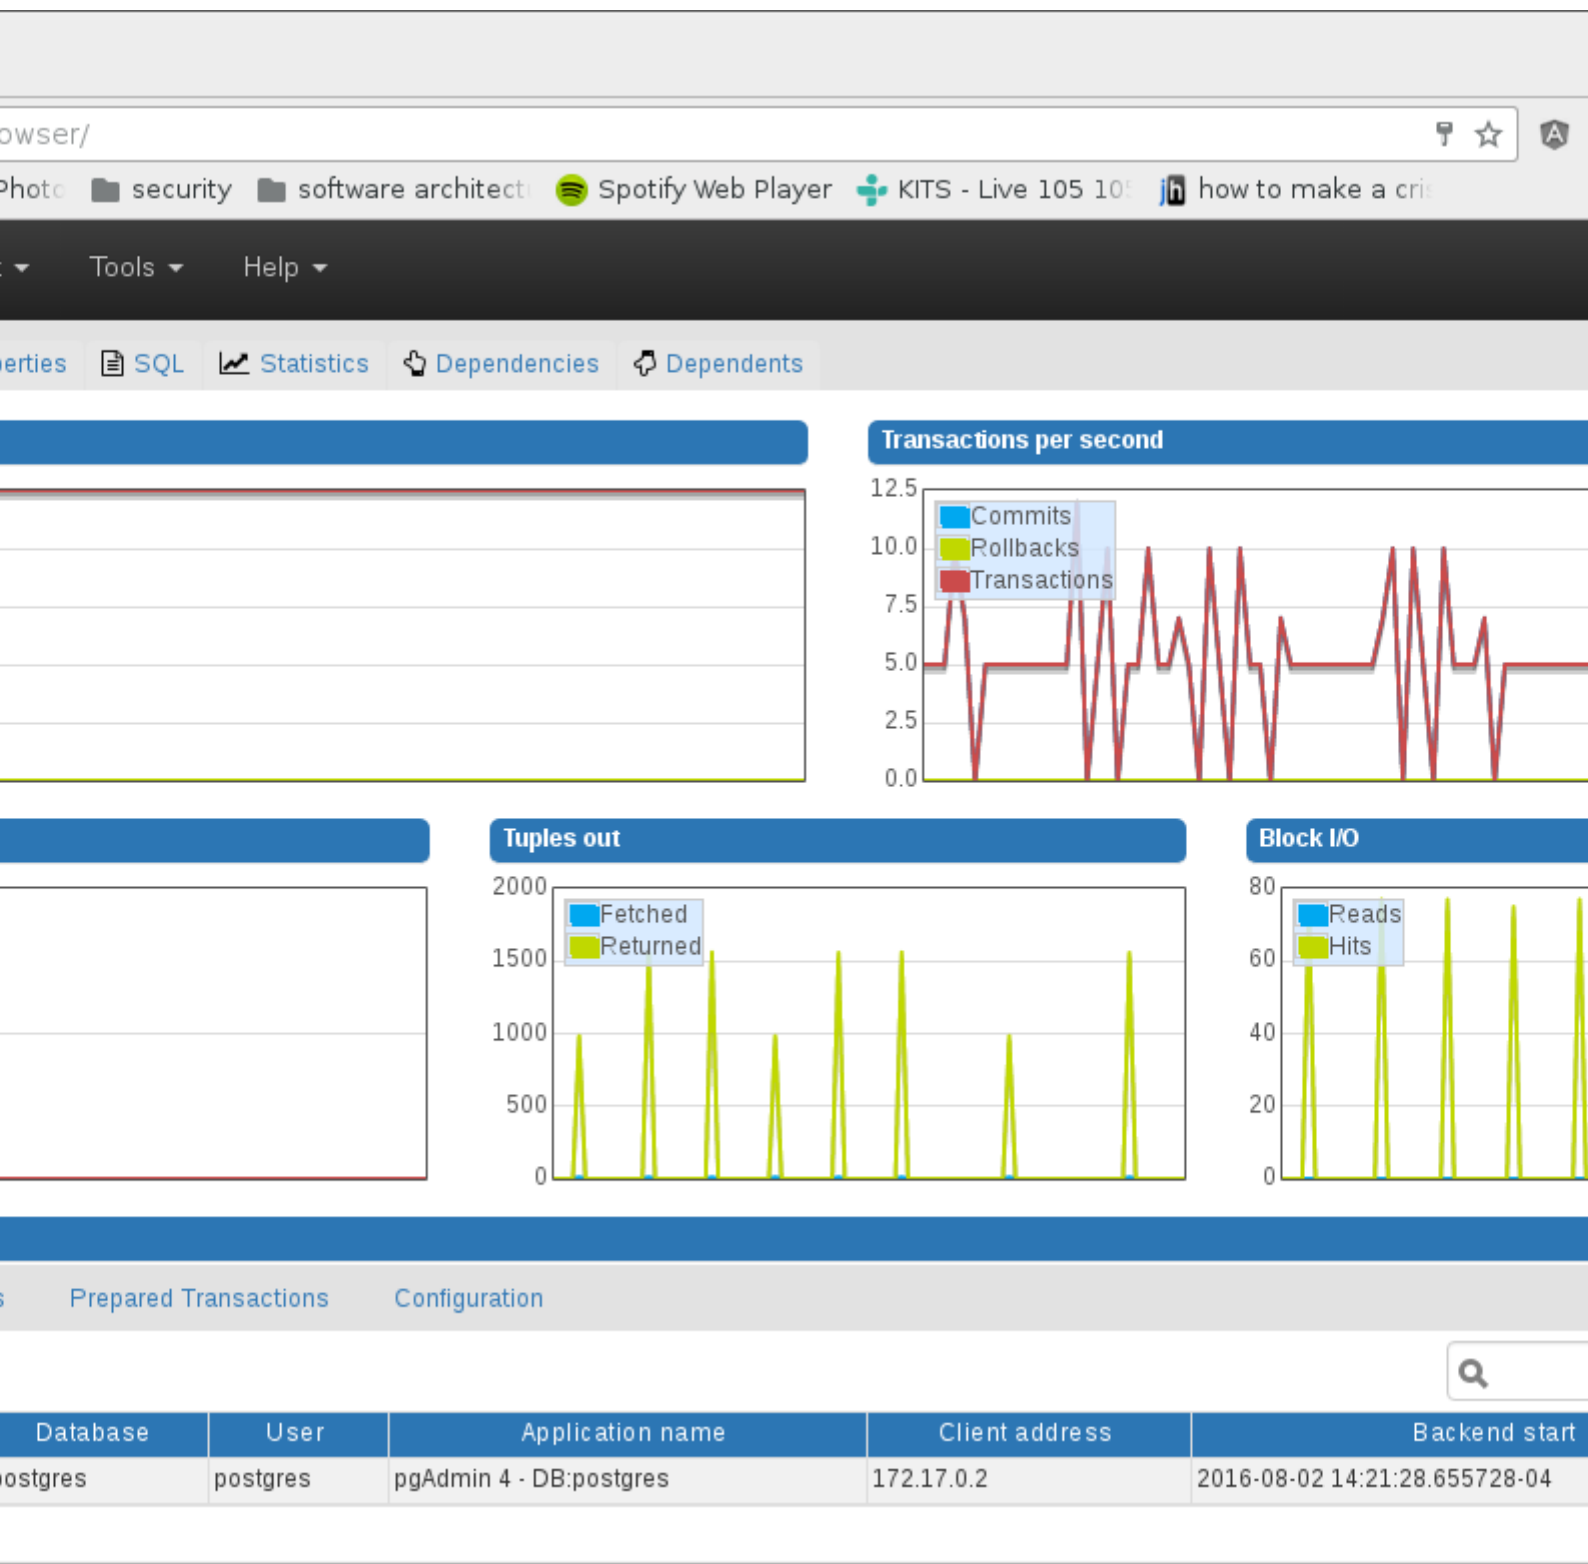 owser/
Photo security software architect Spotify Web Player KITS - Live 105 10 how to make a cri
Tools Help
erties SQL Statistics Dependencies Dependents
Transactions per second
12.5
10.0
7.5
5.0
2.5
0.0
Commits
Rollbacks
Transactions
Tuples out
2000
1500
1000
500
0
Fetched
Returned
Block I/O
80
60
40
20
0
Reads
Hits
s Prepared Transactions Configuration
Database User Application name Client address Backend start
postgres postgres pgAdmin 4 - DB:postgres 172.17.0.2 2016-08-02 14:21:28.655728-04